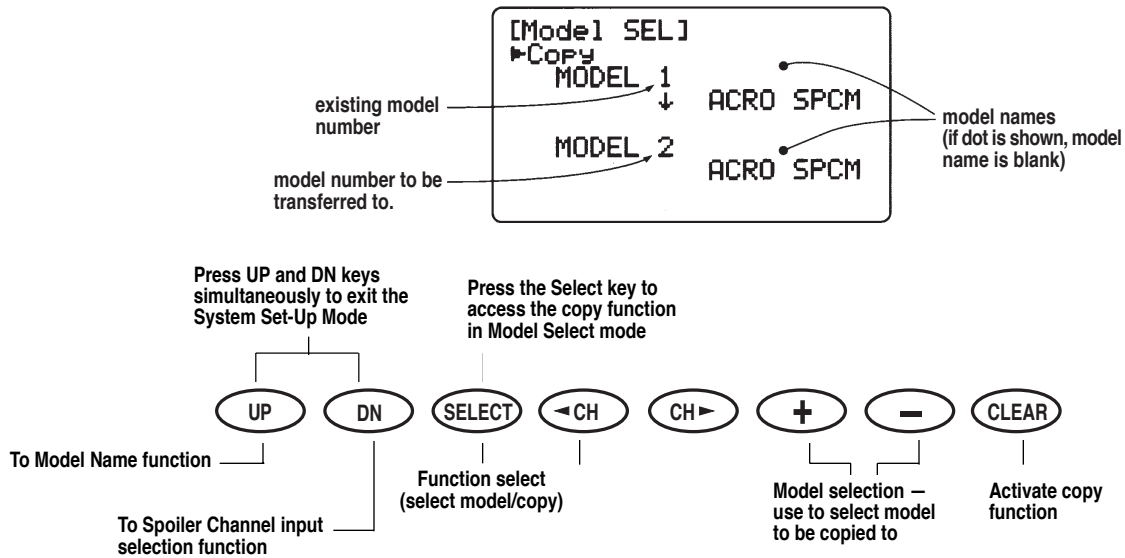 [Model SEL]
Copy
MODEL 1
↓ ACRO SPCM
MODEL 2
ACRO SPCM
existing model
number
model number to be
transferred to.
model names
(if dot is shown, model
name is blank)
Press UP and DN keys
simultaneously to exit the
System Set-Up Mode
Press the Select key to
access the copy function
in Model Select mode
UP DN SELECT ◄CH CH► + – CLEAR
To Model Name function
To Spoiler Channel input
selection function
Function select
(select model/copy)
Model selection –
use to select model
to be copied to
Activate copy
function